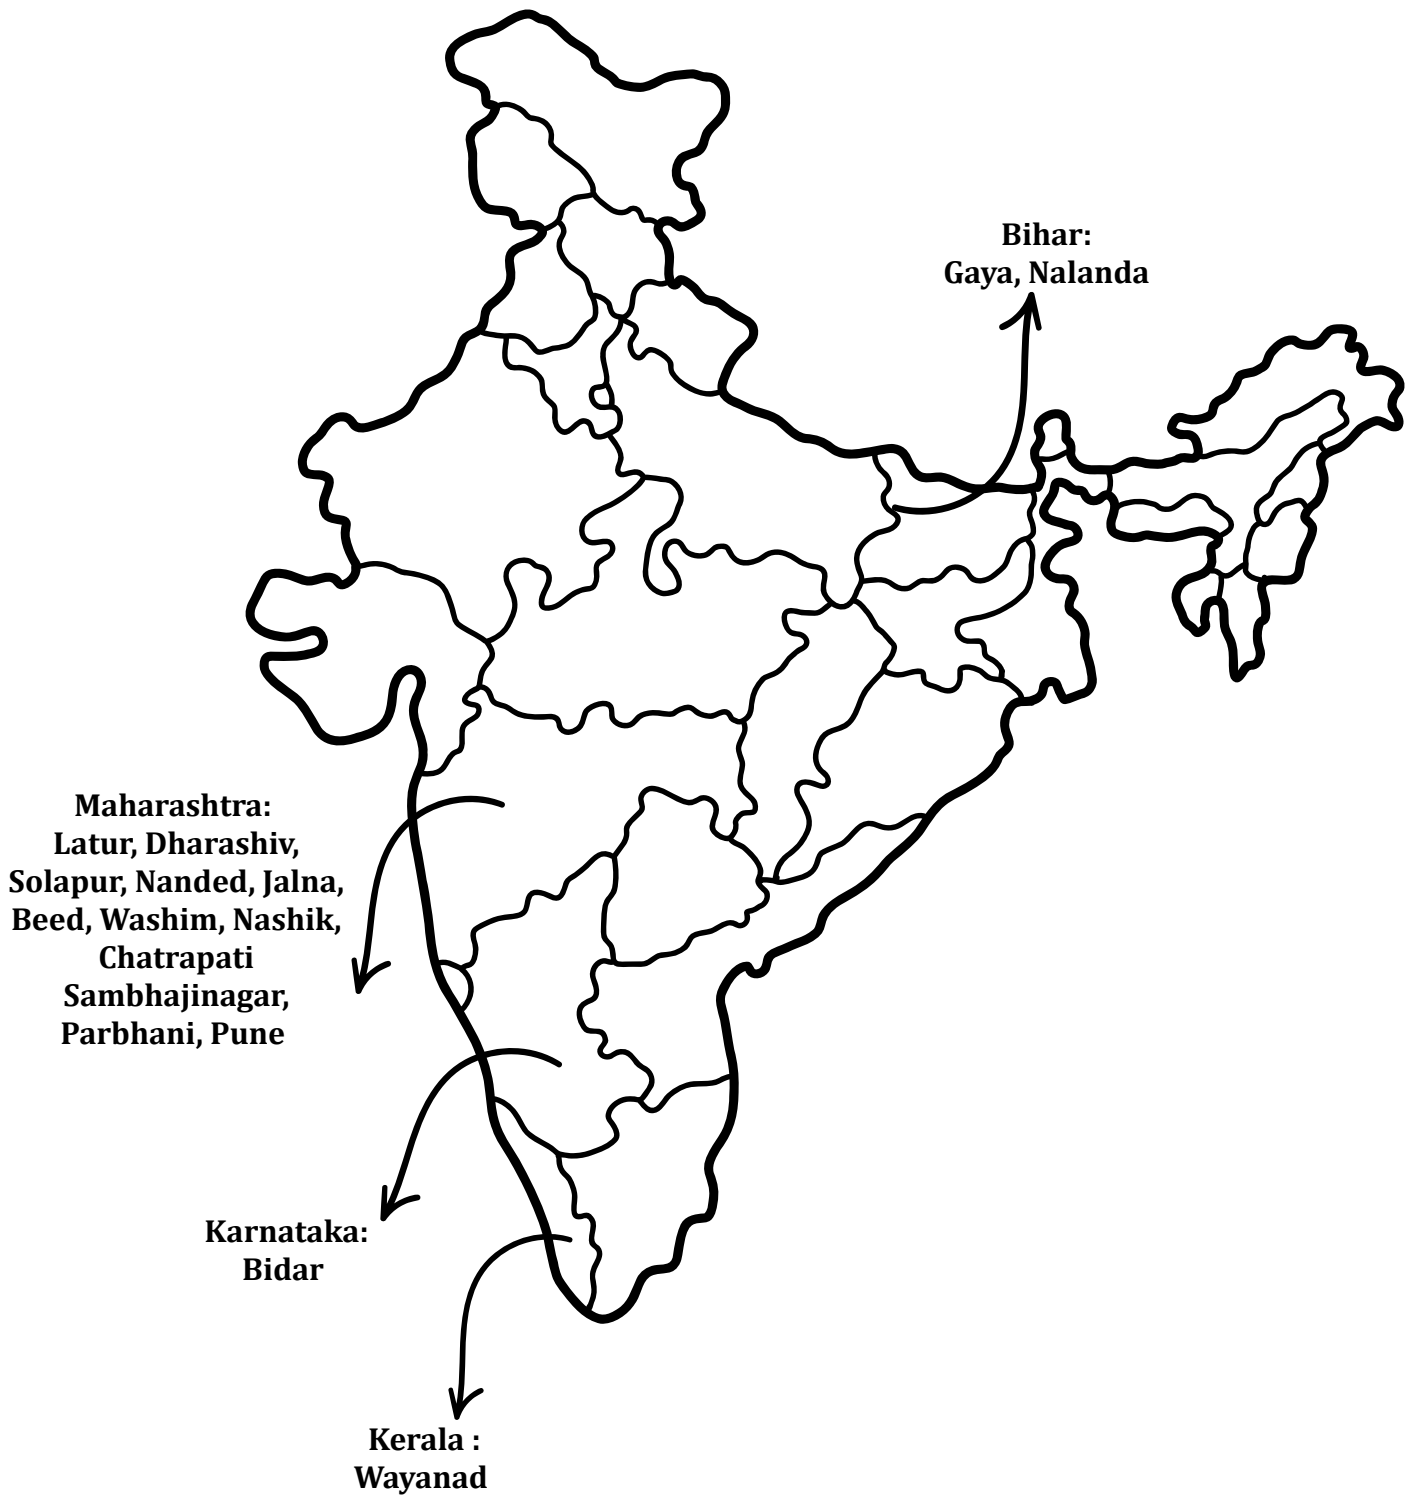 Bihar:
Gaya, Nalanda
Maharashtra:
Latur, Dharashiv,
Solapur, Nanded, Jalna,
Beed, Washim, Nashik,
Chatrapati
Sambhajinagar,
Parbhani, Pune
Karnataka:
Bidar
Kerala :
Wayanad